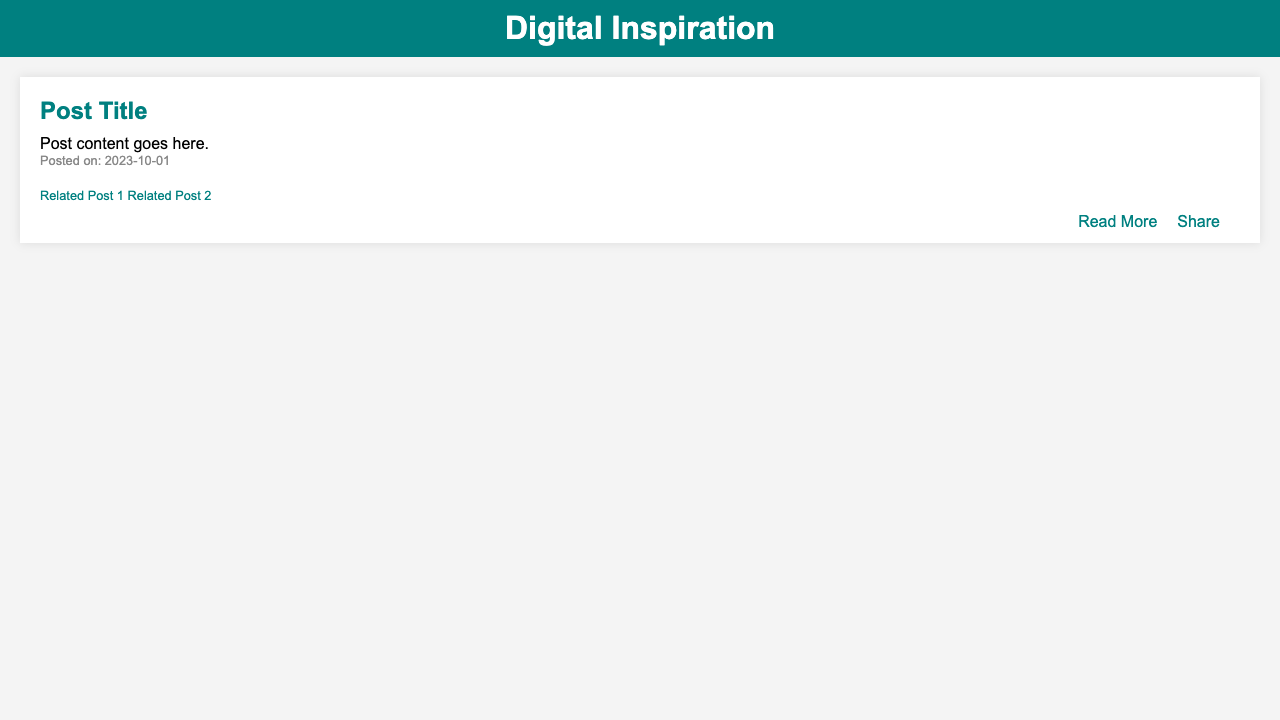 Digital Inspiration
Post Title
Post content goes here.
Posted on: 2023-10-01
Related Post 1 Related Post 2
Read More Share